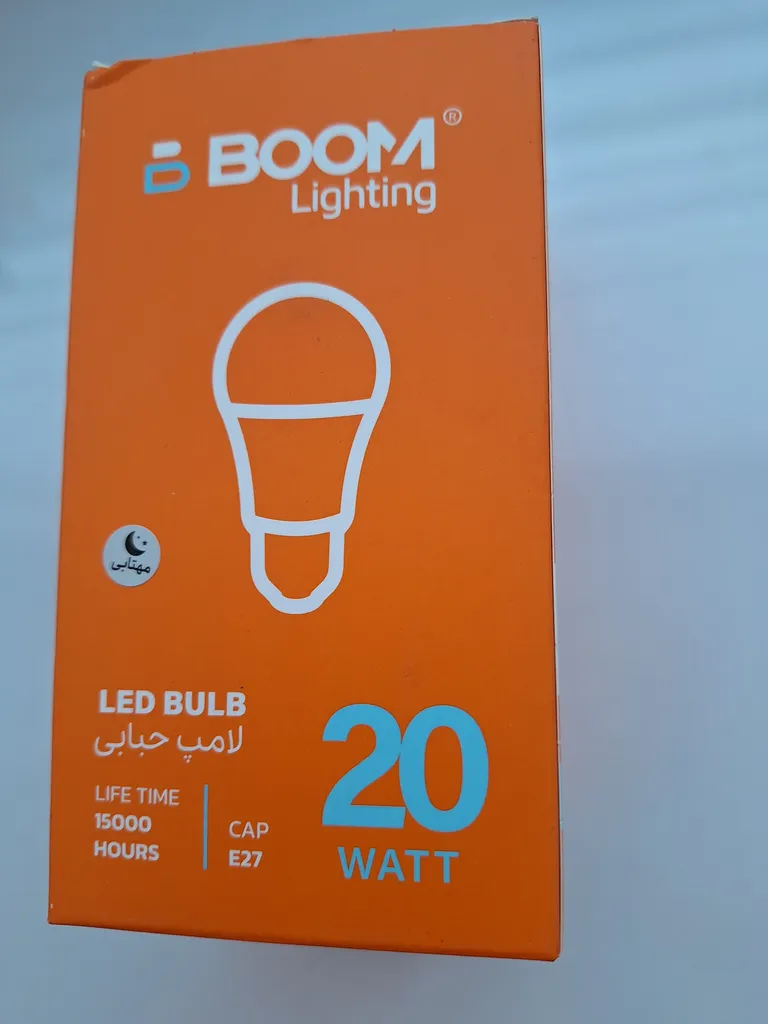 BOOM®
Lighting
مهتابی
LED BULB
لامپ حبابی
LIFE TIME
15000
HOURS
CAP
E27
20
WATT